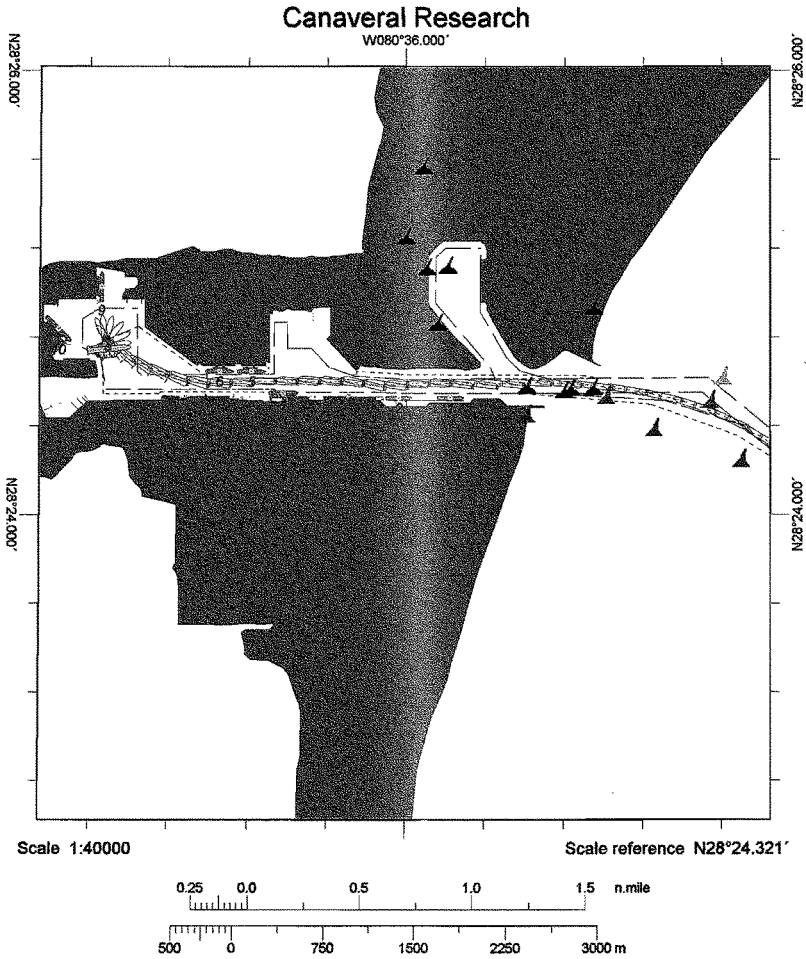 Canaveral Research
W080°36.000´
N28°26.000´
N28°26.000´
N28°24.000´
N28°24.000´
Scale 1:40000
Scale reference N28°24.321´
0.25 0.0 0.5 1.0 1.5 n.mile
500 0 750 1500 2250 3000 m